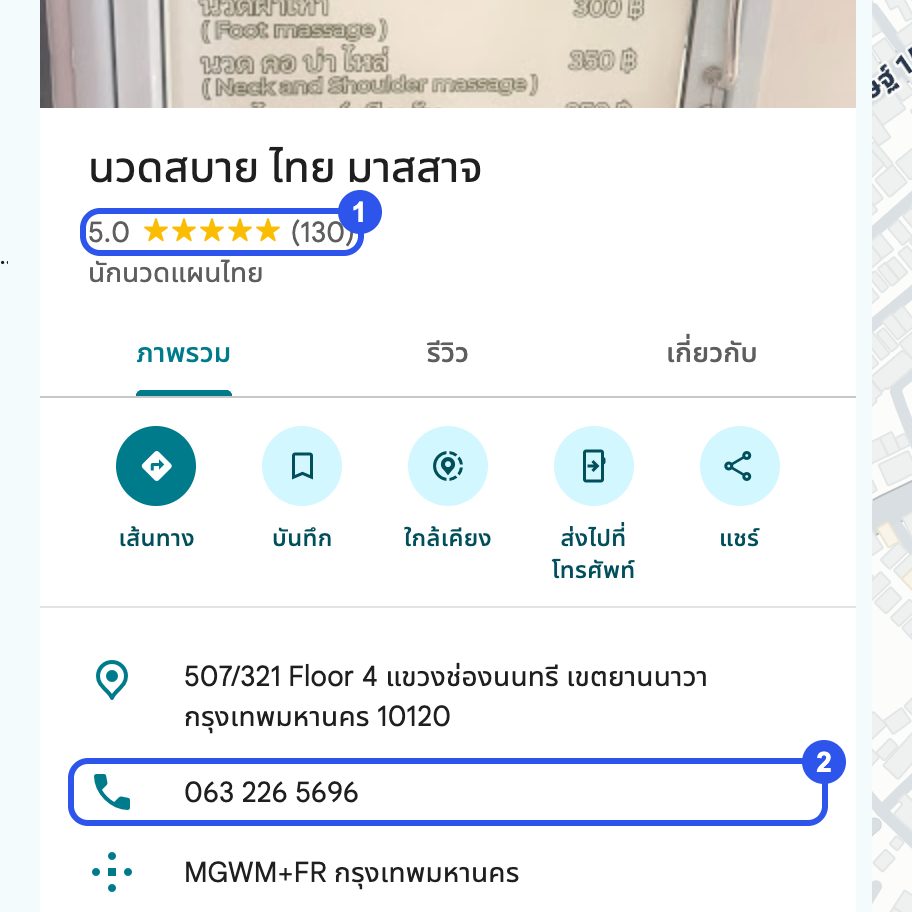 นวดฝ่าเท้า 300 ฿
( Foot massage )
นวด คอ บ่า ไหล่ 350 ฿
( Neck and Shoulder massage )
350 ฿
นวดสบาย ไทย มาสสาจ
1
5.0 (130)
นักนวดแผนไทย
ภาพรวม รีวิว เกี่ยวกับ
เส้นทาง บันทึก ใกล้เคียง ส่งไปที่ แชร์
โทรศัพท์
507/321 Floor 4 แขวงช่องนนทรี เขตยานนาวา
กรุงเทพมหานคร 10120
2
063 226 5696
MGWM+FR กรุงเทพมหานคร